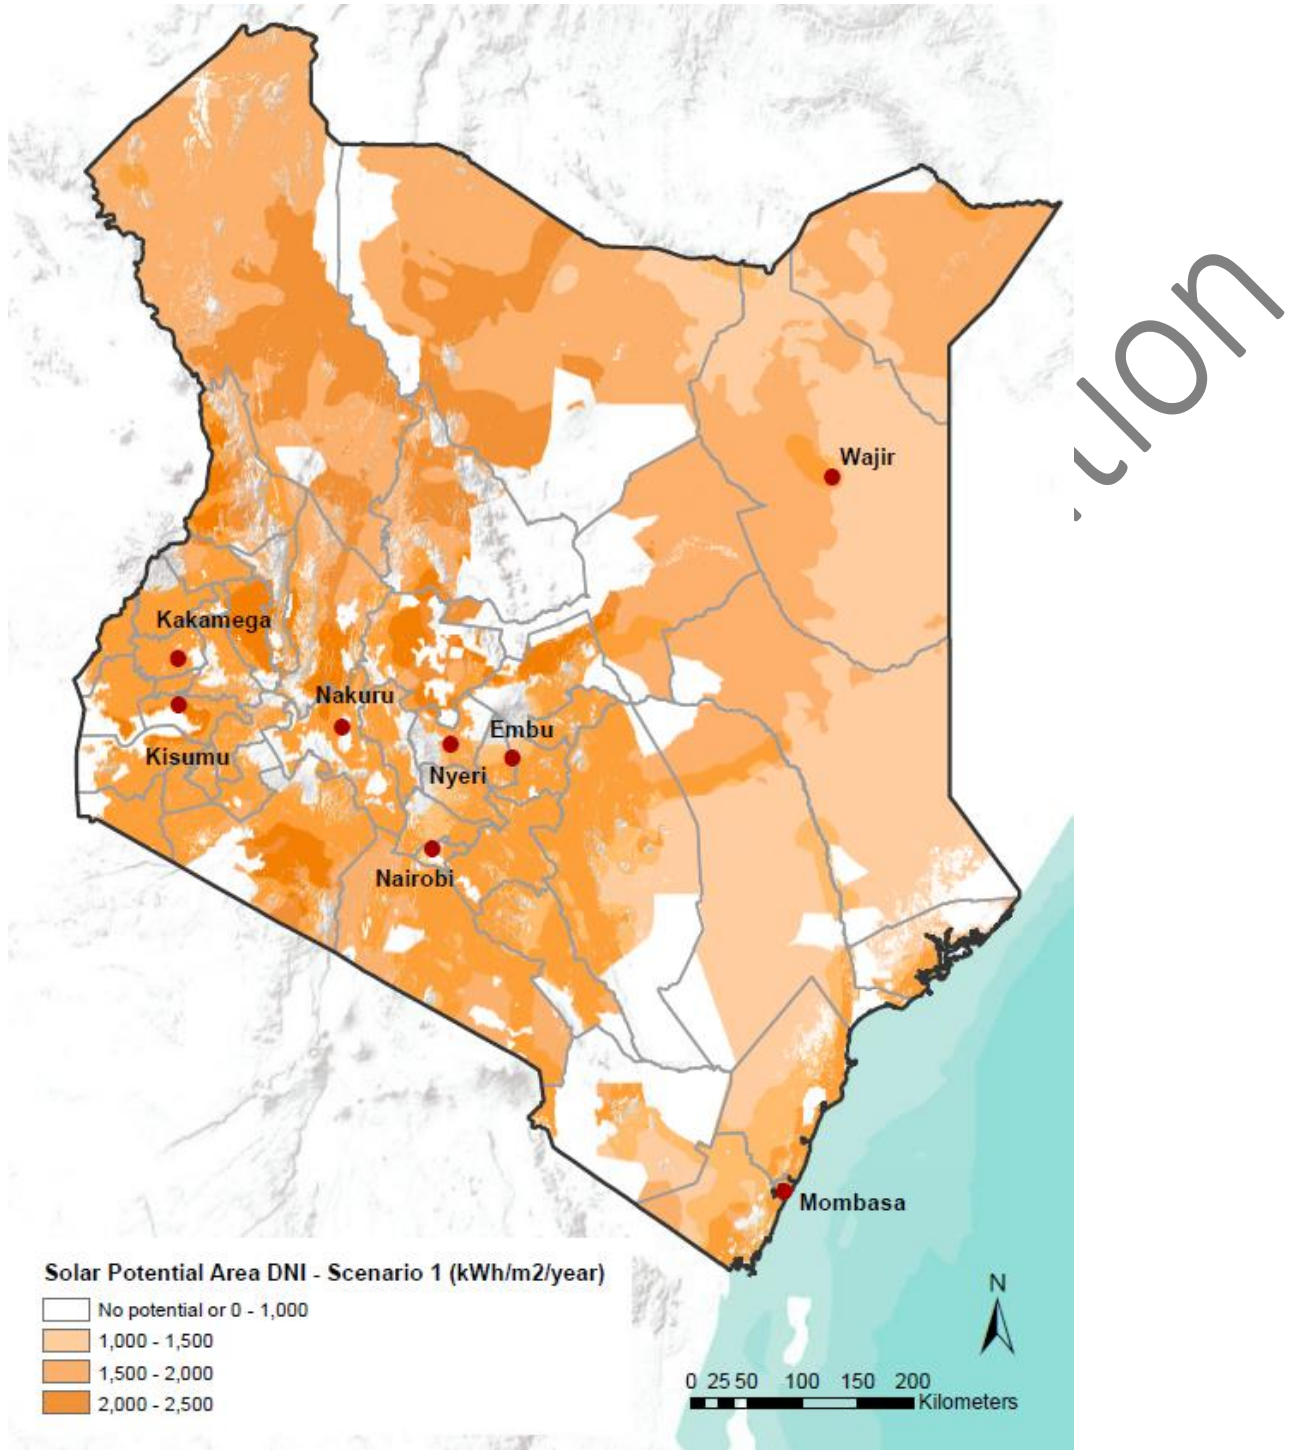 Wajir
Kakamega
Nakuru
Embu
Kisumu
Nyeri
Nairobi
Mombasa
Solar Potential Area DNI - Scenario 1 (kWh/m2/year)
No potential or 0 - 1,000
1,000 - 1,500
1,500 - 2,000
2,000 - 2,500
N
0 25 50 100 150 200
Kilometers